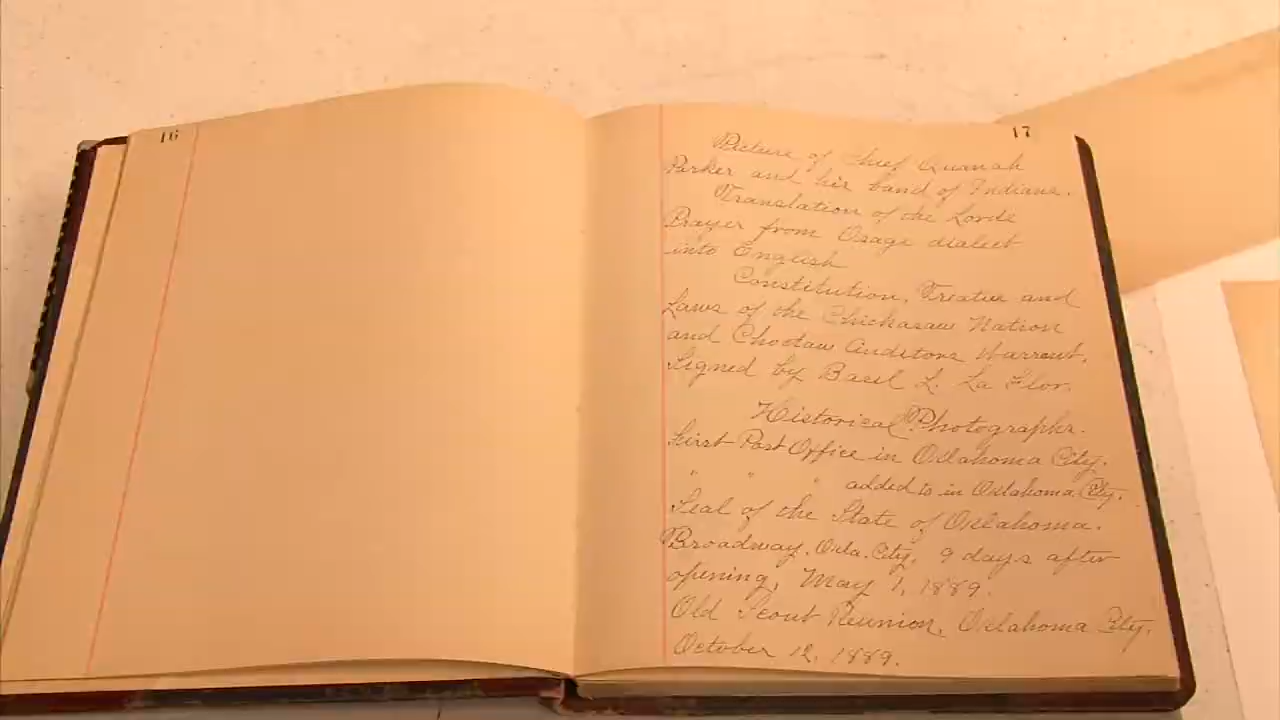 16
17
Picture of Chief Quanah
Parker and his band of Indians.
Translation of the Lords
Prayer from Osage dialect
into English
Constitution, Treaties and
Laws of the Chickasaw Nation
and Choctaw Auditors Warrent,
Signed by Basil L. La Flor.
Historical Photographs.
First Post Office in Oklahoma City.
" " " added to in Oklahoma City.
Seal of the State of Oklahoma.
Broadway, Okla. City, 9 days after
opening, May 1, 1889.
Old Scout Reunion, Oklahoma City,
October 12, 1889.